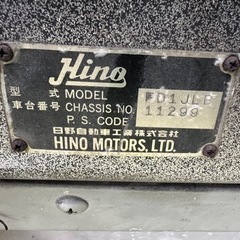 Hino
型 式 MODEL FD1JLB
車台番号 CHASSIS NO. 11299
P. S. CODE
日野自動車工業株式会社
HINO MOTORS, LTD.